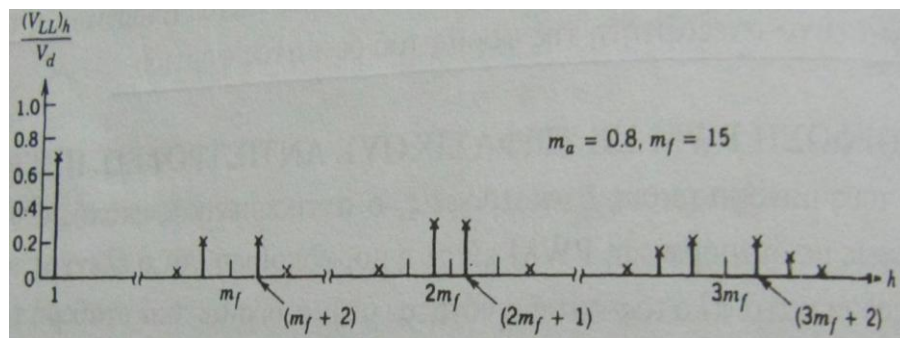 (V_LL)_h
V_d
1.0
0.8
0.6
0.4
0.2
0
m_a = 0.8, m_f = 15
1
m_f
2m_f
3m_f
h
(m_f + 2)
(2m_f + 1)
(3m_f + 2)